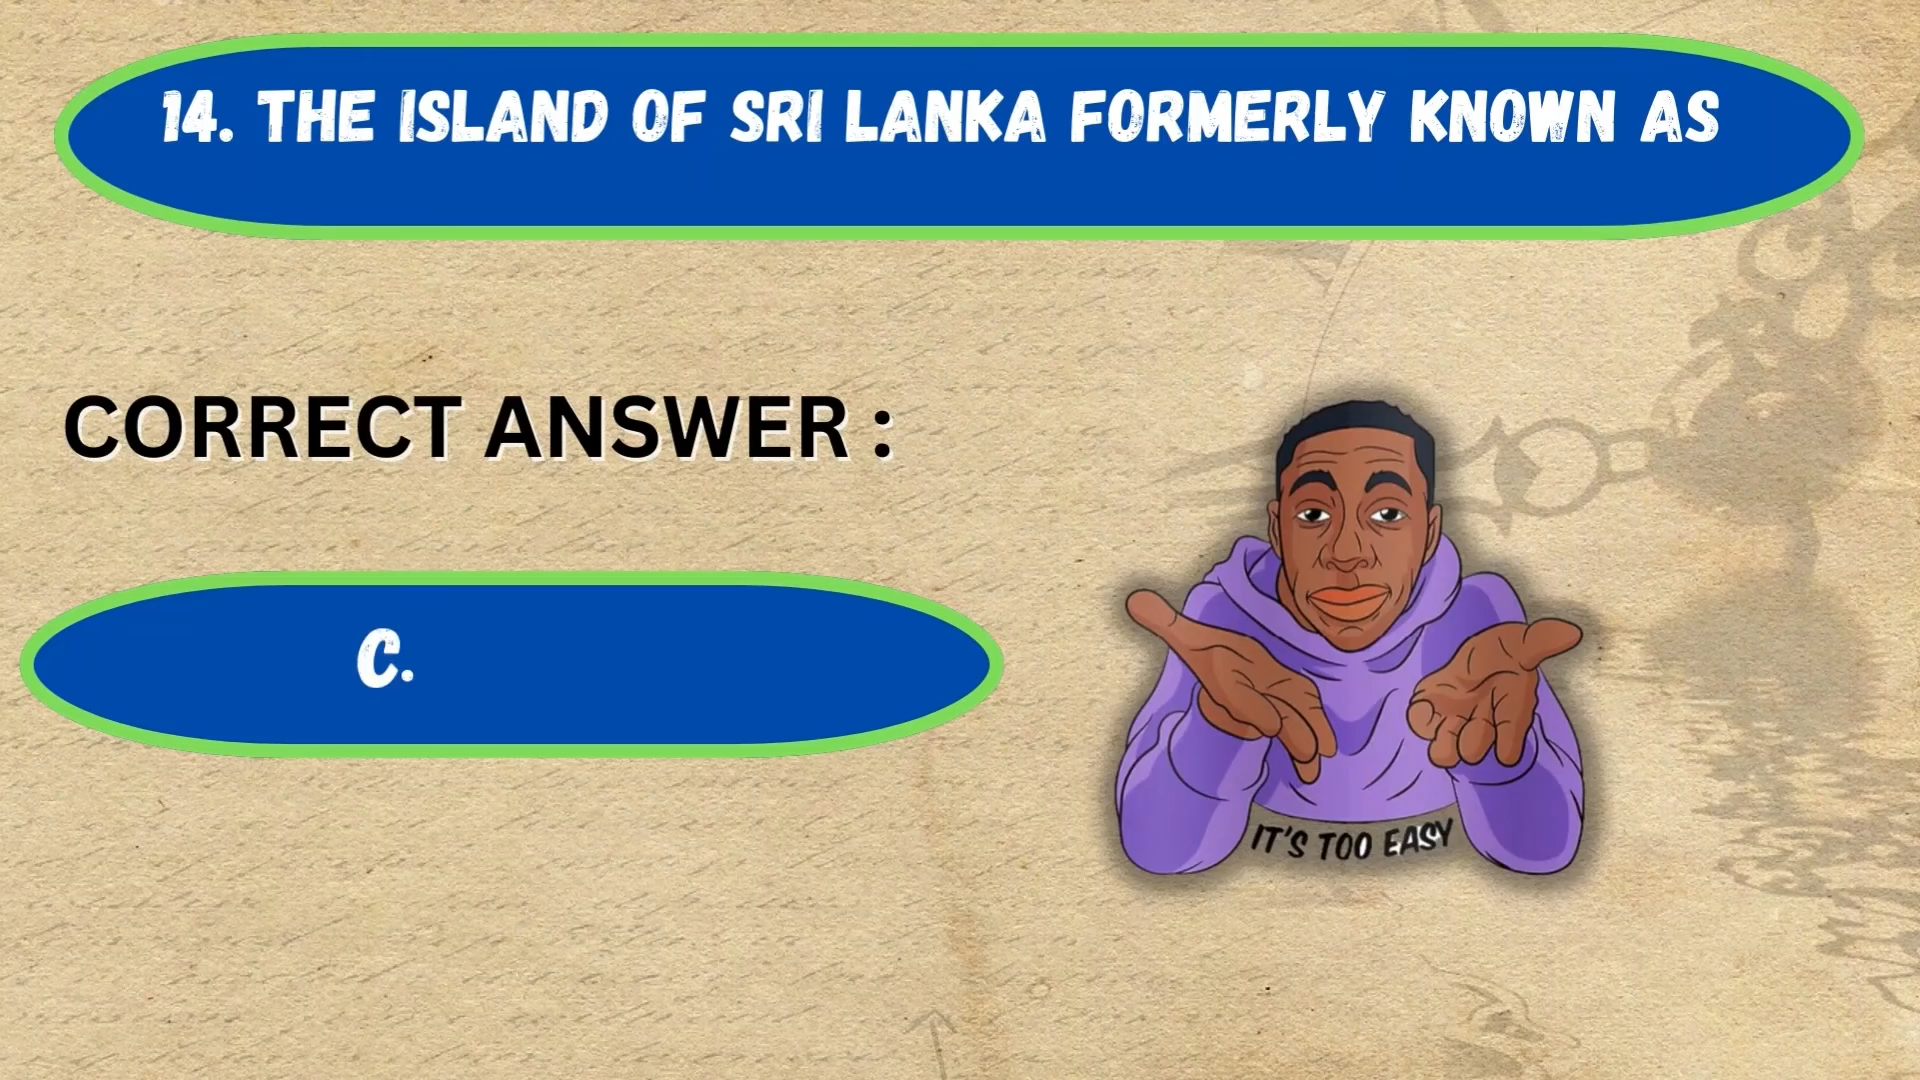 14. THE ISLAND OF SRI LANKA FORMERLY KNOWN AS
CORRECT ANSWER :
C.
IT'S TOO EASY